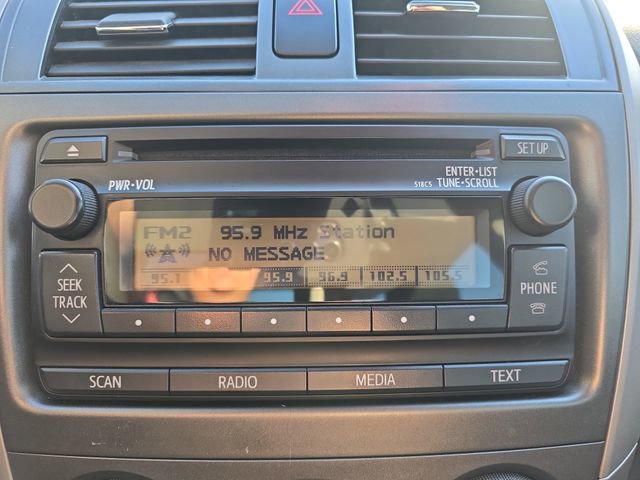 SET UP
PWR•VOL
ENTER•LIST
518C5 TUNE•SCROLL
FM2 95.9 MHz Station
NO MESSAGE
95.1 95.9 96.9 102.5 105.5
SEEK
TRACK
PHONE
SCAN RADIO MEDIA TEXT